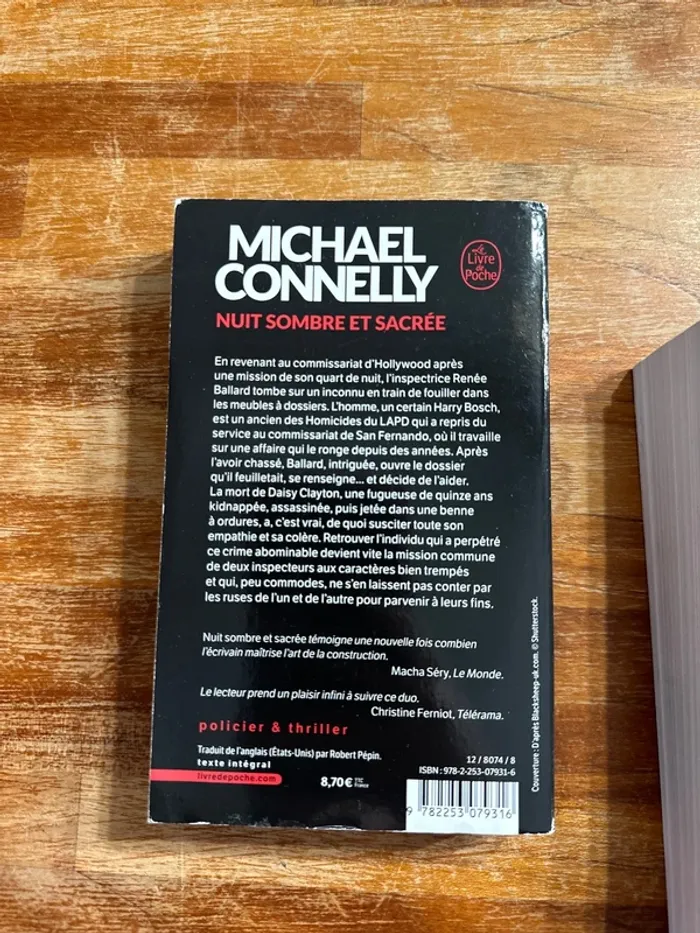 MICHAEL
CONNELLY
Le
Livre
de
Poche
NUIT SOMBRE ET SACRÉE
En revenant au commissariat d'Hollywood après
une mission de son quart de nuit, l'inspectrice Renée
Ballard tombe sur un inconnu en train de fouiller dans
les meubles à dossiers. L'homme, un certain Harry Bosch,
est un ancien des Homicides du LAPD qui a repris du
service au commissariat de San Fernando, où il travaille
sur une affaire qui le ronge depuis des années. Après
l'avoir chassé, Ballard, intriguée, ouvre le dossier
qu'il feuilletait, se renseigne... et décide de l'aider.
La mort de Daisy Clayton, une fugueuse de quinze ans
kidnappée, assassinée, puis jetée dans une benne
à ordures, a, c'est vrai, de quoi susciter toute son
empathie et sa colère. Retrouver l'individu qui a perpétré
ce crime abominable devient vite la mission commune
de deux inspecteurs aux caractères bien trempés
et qui, peu commodes, ne s'en laissent pas conter par
les ruses de l'un et de l'autre pour parvenir à leurs fins.
Nuit sombre et sacrée témoigne une nouvelle fois combien
l'écrivain maîtrise l'art de la construction.
Macha Séry, Le Monde.
Le lecteur prend un plaisir infini à suivre ce duo.
Christine Ferniot, Télérama.
policier & thriller
Traduit de l'anglais (États-Unis) par Robert Pépin.
texte intégral
livredepoche.com
8,70 € TTC France
12 / 8074 / 8
ISBN : 978-2-253-07931-6
9 782253 079316
Couverture : D'après Blacksheep-uk.com. © Shutterstock.